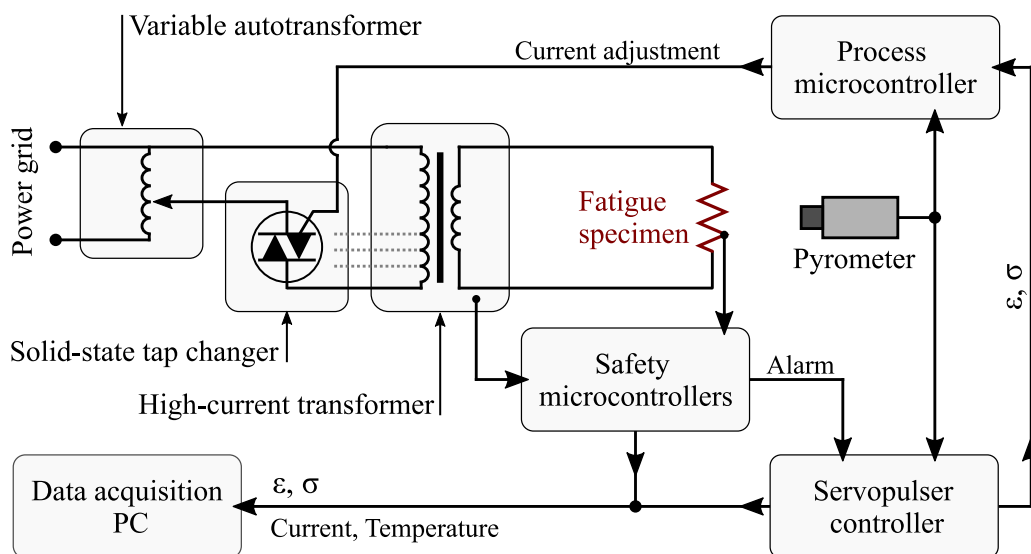 Variable autotransformer
Current adjustment
Process
microcontroller
Power grid
Fatigue
specimen
Pyrometer
ε, σ
Solid-state tap changer
High-current transformer
Safety
microcontrollers
Alarm
Data acquisition
PC
ε, σ
Current, Temperature
Servopulser
controller